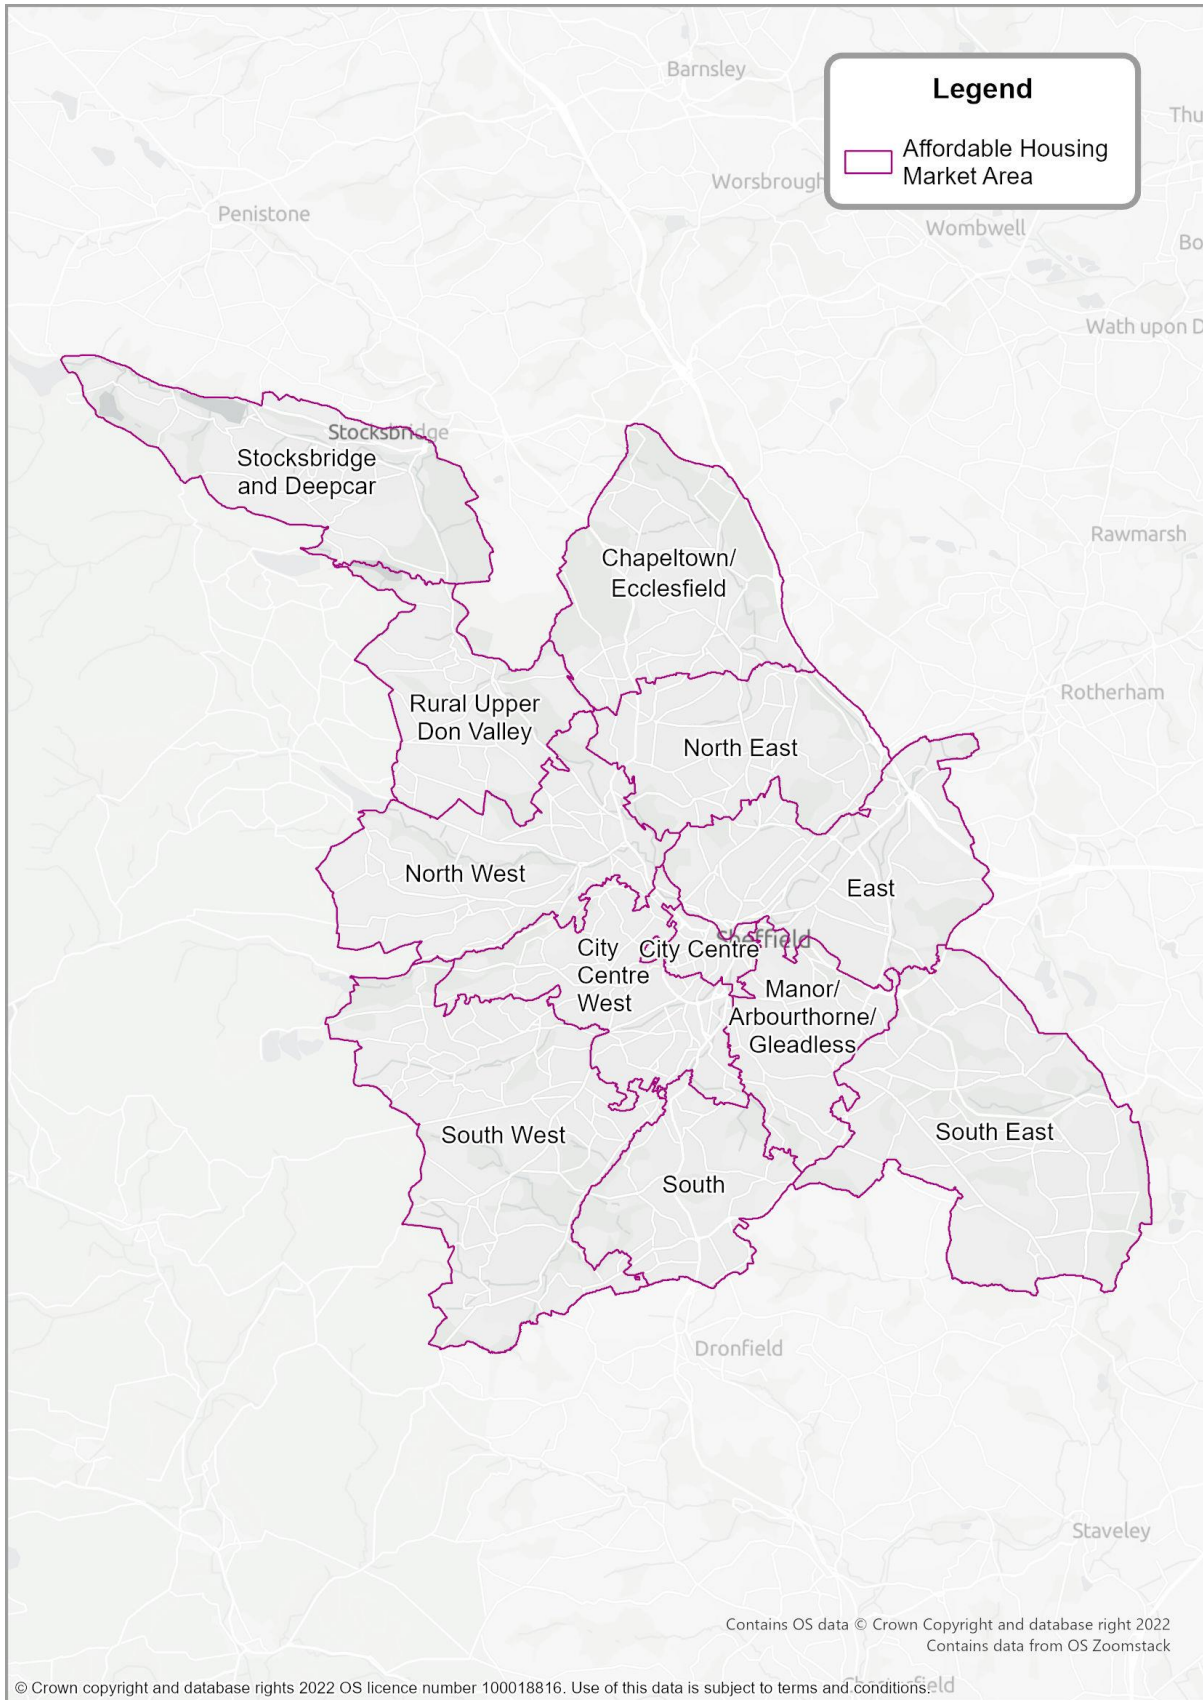 Barnsley
Legend
Affordable Housing
Market Area
Thu
Worsbrough
Penistone
Wombwell
Bo
Wath upon D
Stocksbridge
Stocksbridge
and Deepcar
Rawmarsh
Chapeltown/
Ecclesfield
Rotherham
Rural Upper
Don Valley
North East
North West
East
Sheffield
City
Centre
West
City Centre
Manor/
Arbourthorne/
Gleadless
South West
South East
South
Dronfield
Staveley
Contains OS data © Crown Copyright and database right 2022
Contains data from OS Zoomstack
Chesterfield
© Crown copyright and database rights 2022 OS licence number 100018816. Use of this data is subject to terms and conditions.